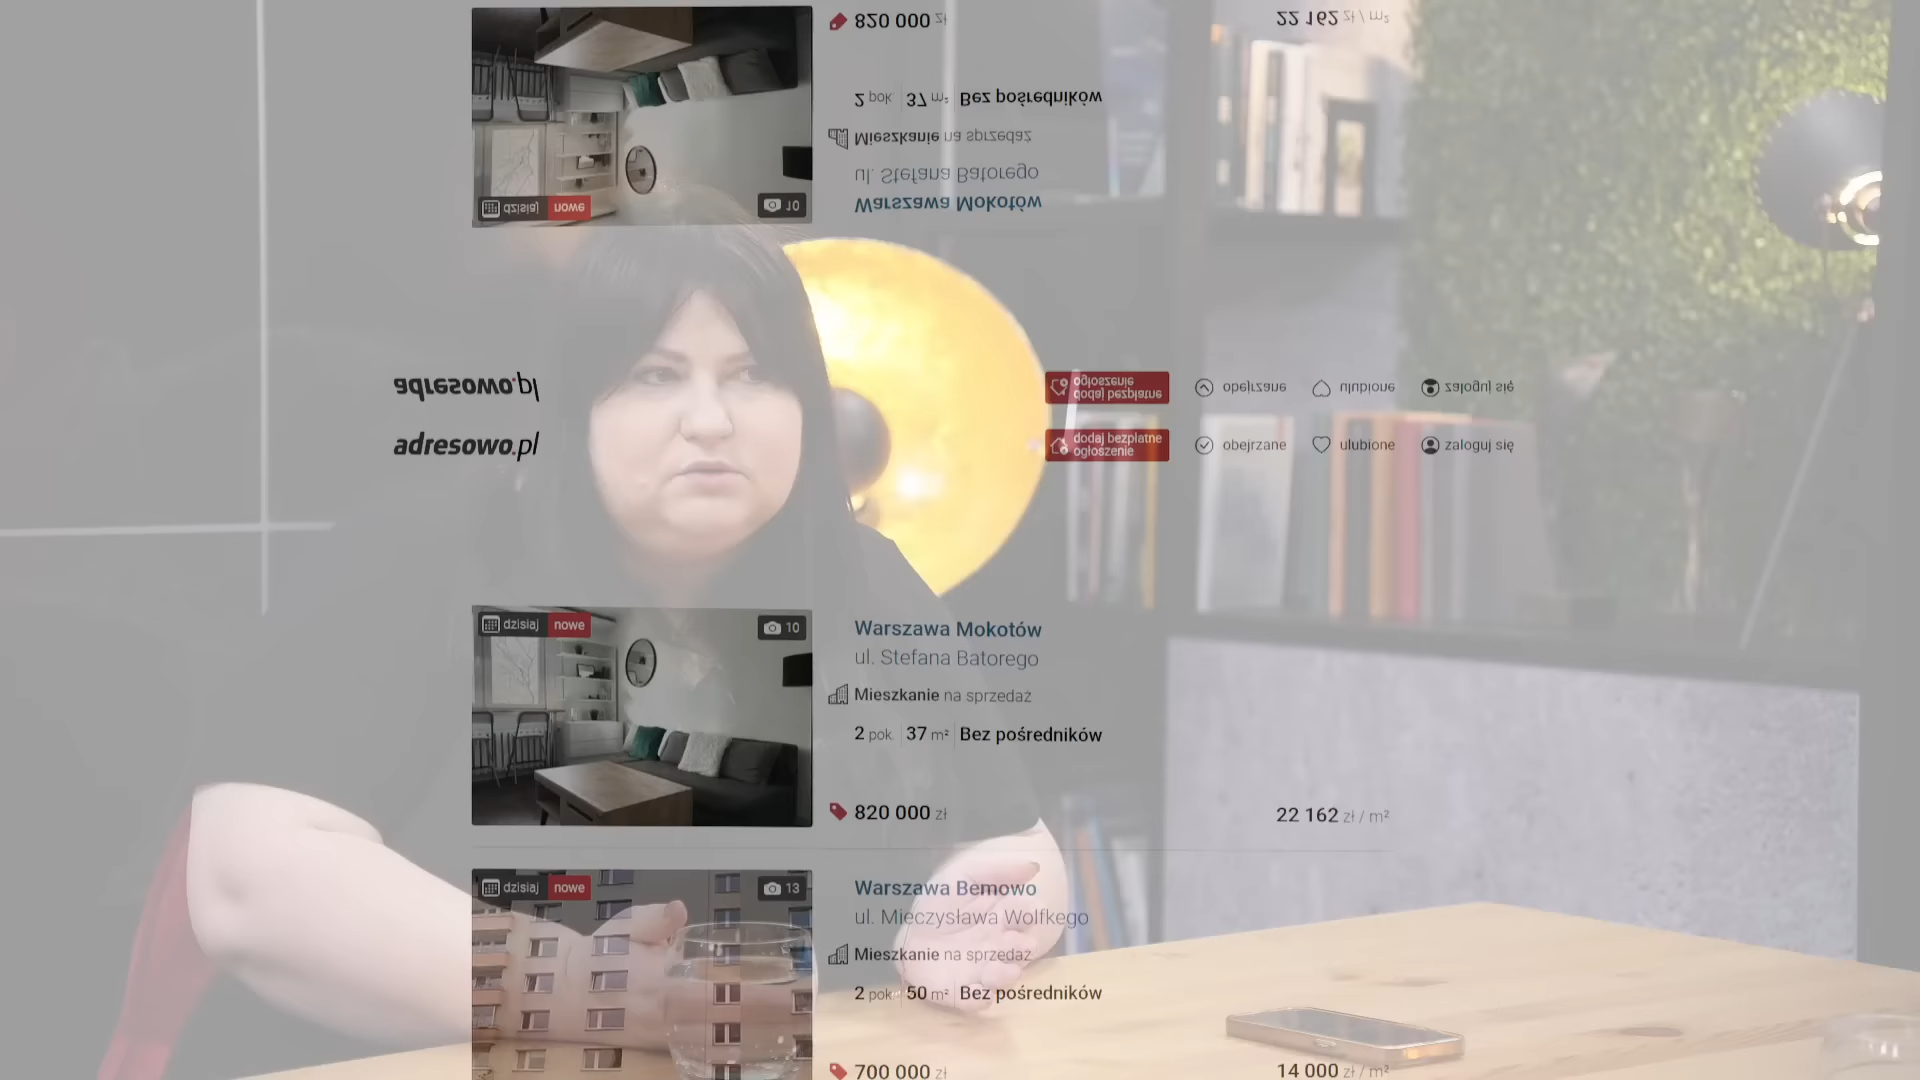 820 000 zł
22 162 zł / m²
2 pok. 37 m² Bez pośredników
Mieszkanie na sprzedaż
ul. Stefana Batorego
Warszawa Mokotów
dzisiaj nowe
10
adresowo.pl
ogłoszenie
dodaj bezpłatne
obejrzane
ulubione
zaloguj się
adresowo.pl
dodaj bezpłatne
ogłoszenie
obejrzane
ulubione
zaloguj się
dzisiaj nowe
10
Warszawa Mokotów
ul. Stefana Batorego
Mieszkanie na sprzedaż
2 pok. 37 m² Bez pośredników
820 000 zł
22 162 zł / m²
dzisiaj nowe
13
Warszawa Bemowo
ul. Mieczysława Wolfkego
Mieszkanie na sprzedaż
2 pok. 50 m² Bez pośredników
700 000 zł
14 000 zł / m²